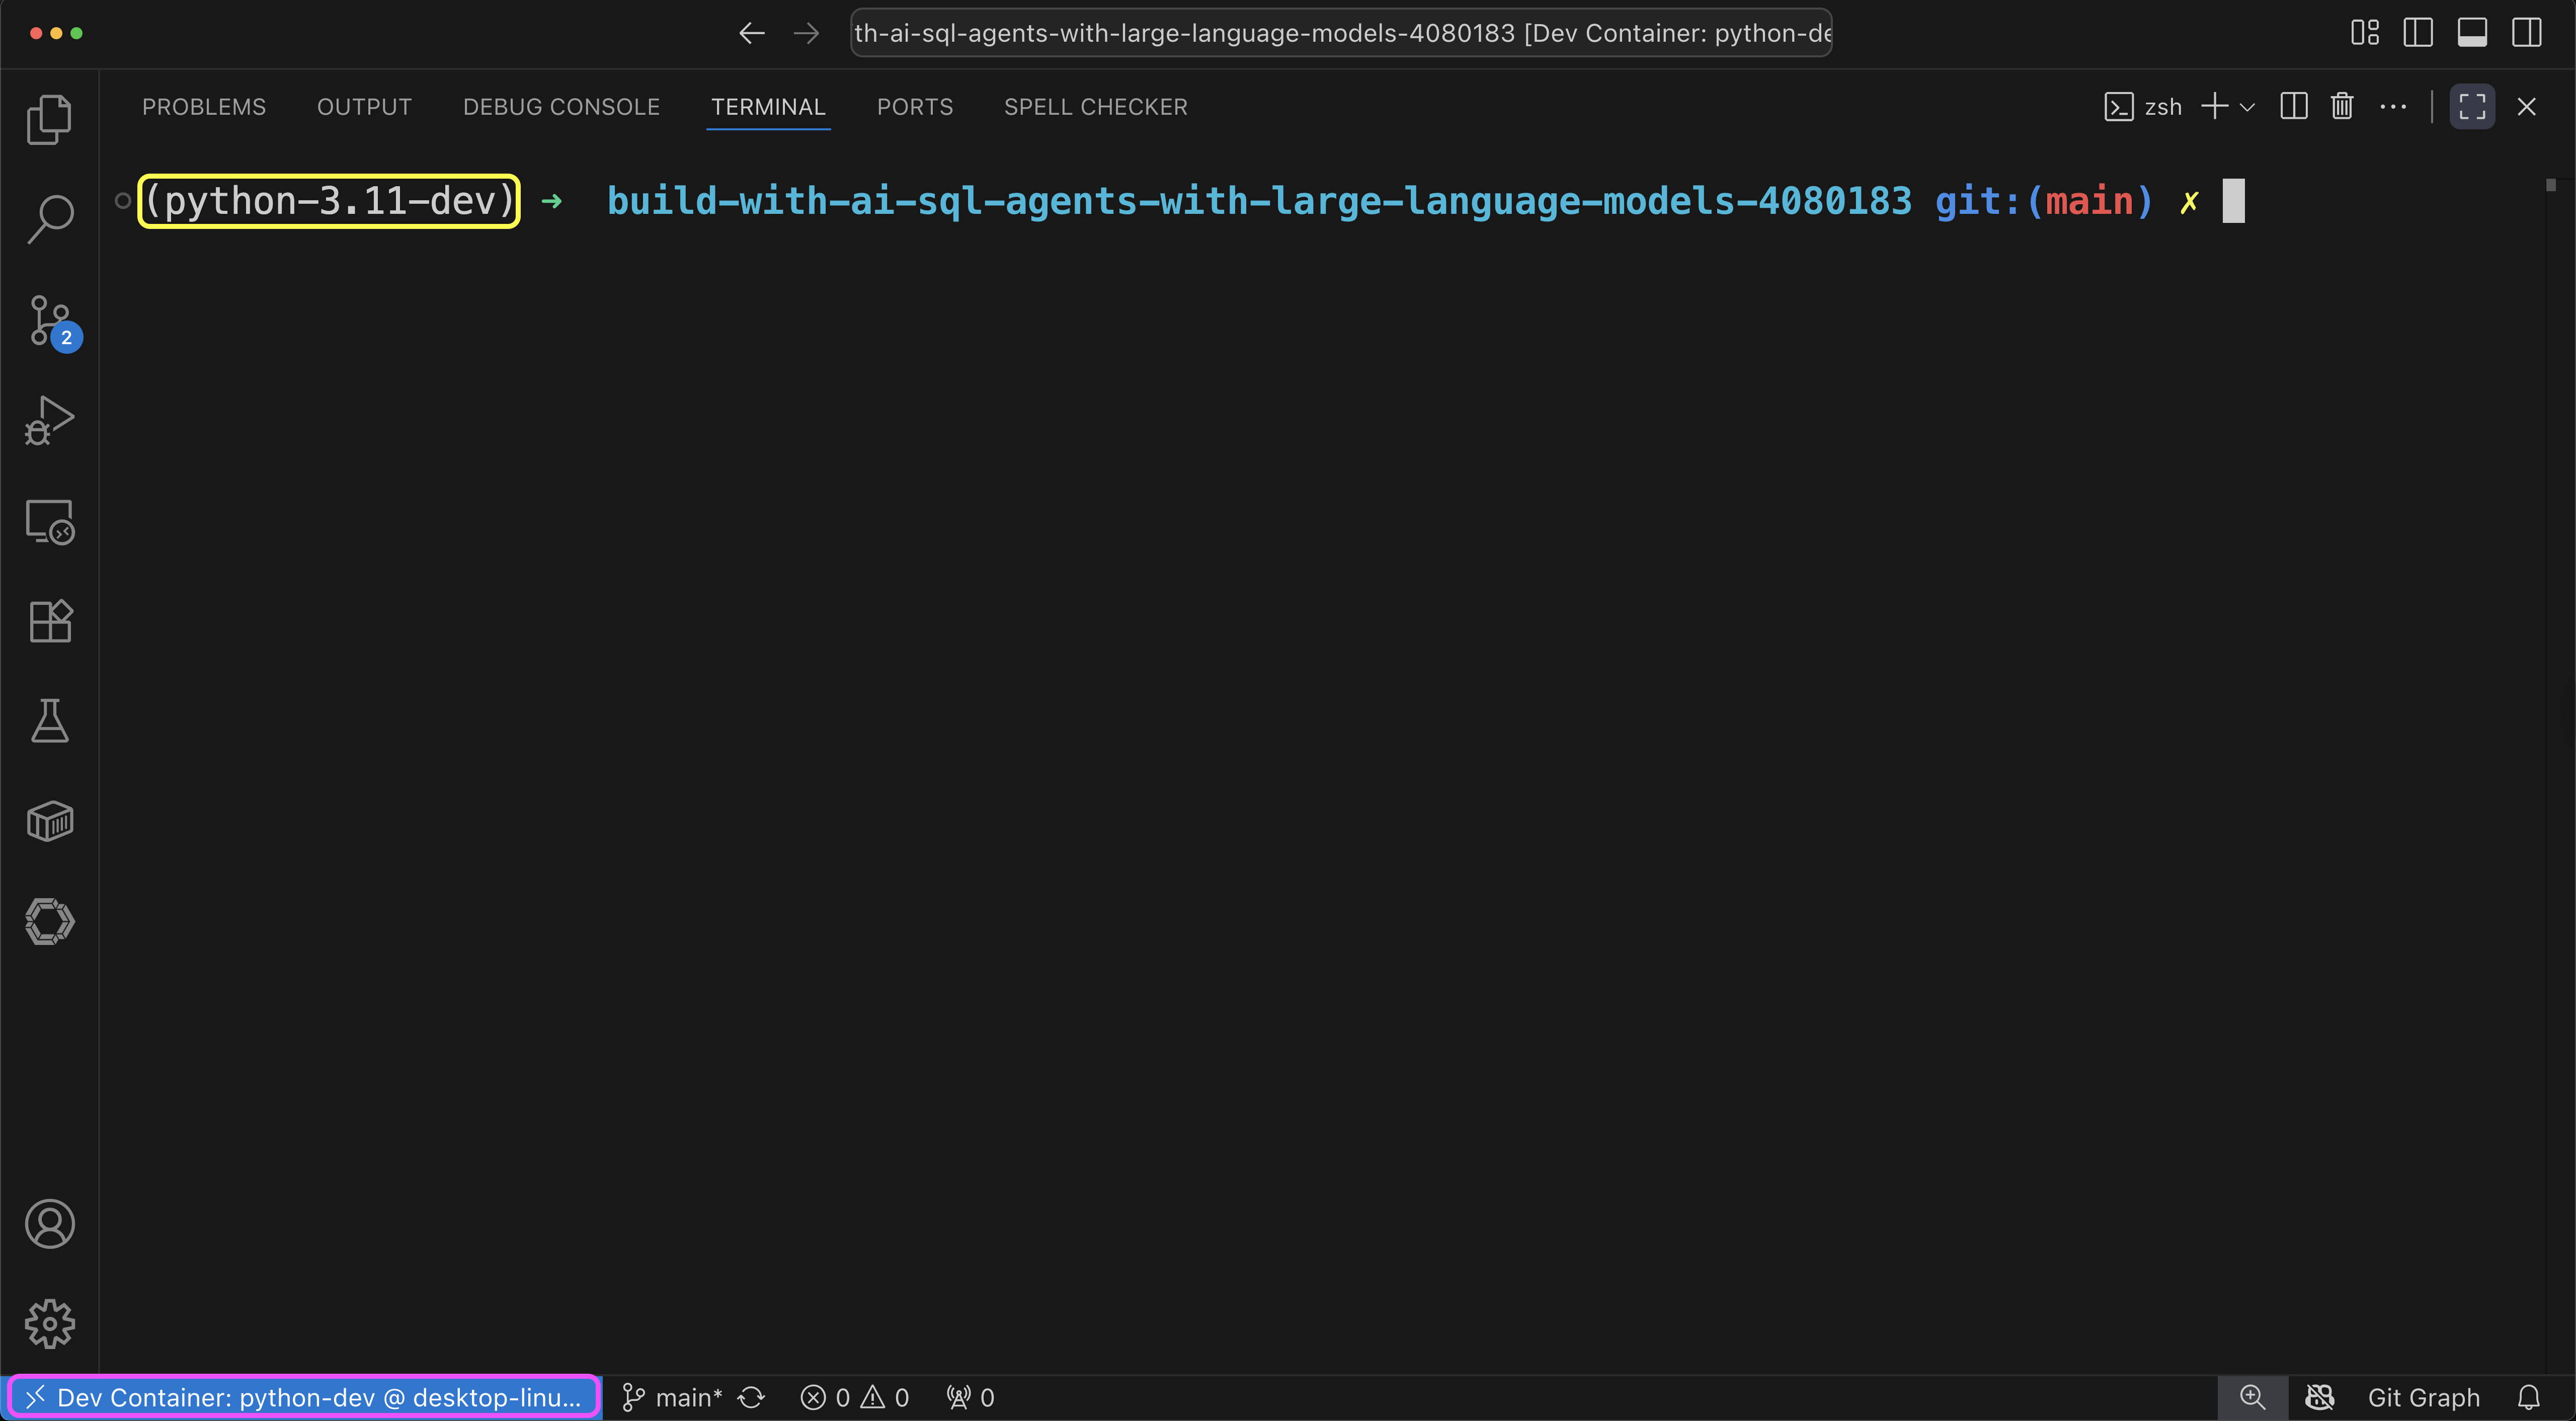 th-ai-sql-agents-with-large-language-models-4080183 [Dev Container: python-de
PROBLEMS OUTPUT DEBUG CONSOLE TERMINAL PORTS SPELL CHECKER zsh
(python-3.11-dev) ➜ build-with-ai-sql-agents-with-large-language-models-4080183 git:(main) ✗
2
Dev Container: python-dev @ desktop-linu... main* 0 0 0 Git Graph